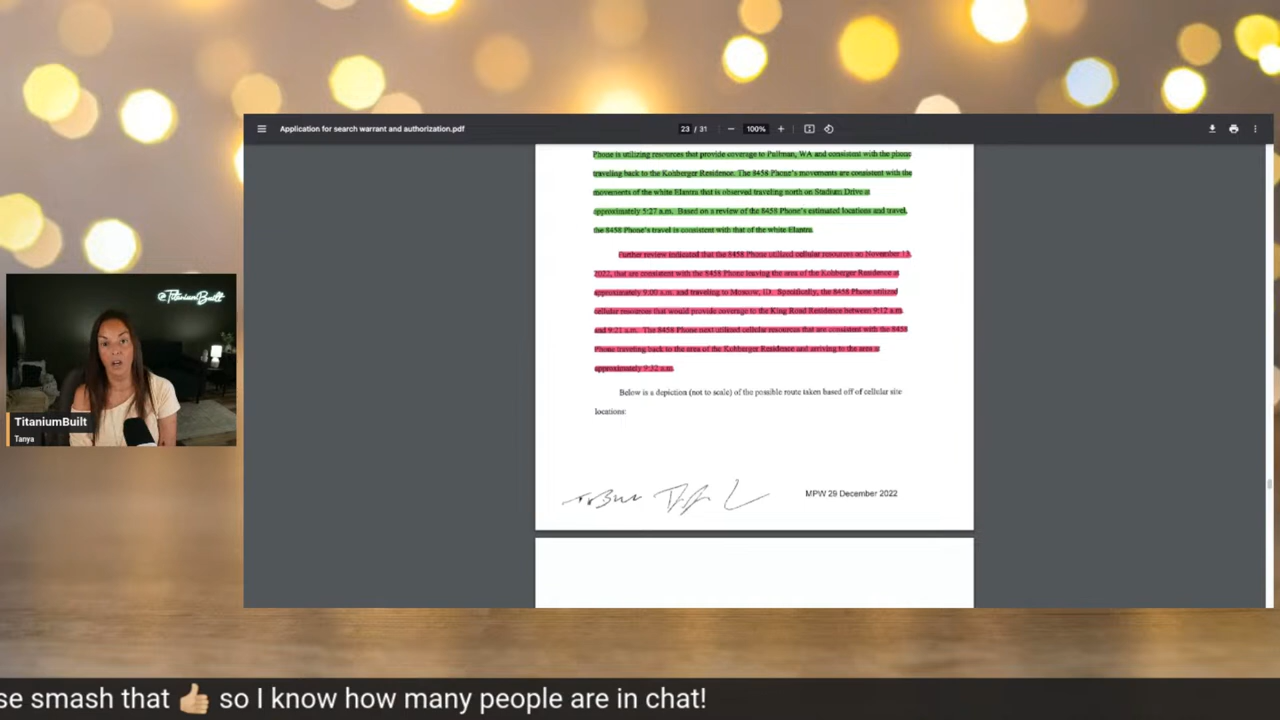 Application for search warrant and authorization.pdf
23 / 31
100%
Phone is utilizing resources that provide coverage to Pullman, WA and consistent with the phone
traveling back to the Kohberger Residence. The 8458 Phone's movements are consistent with the
movements of the white Elantra that is observed traveling north on Stadium Drive at
approximately 5:27 a.m. Based on a review of the 8458 Phone's estimated locations and travel,
the 8458 Phone's travel is consistent with that of the white Elantra.
Further review indicated that the 8458 Phone utilized cellular resources on November 13,
2022, that are consistent with the 8458 Phone leaving the area of the Kohberger Residence at
approximately 9:00 a.m. and traveling to Moscow, ID. Specifically, the 8458 Phone utilized
cellular resources that would provide coverage to the King Road Residence between 9:12 a.m.
and 9:21 a.m. The 8458 Phone next utilized cellular resources that are consistent with the 8458
Phone traveling back to the area of the Kohberger Residence and arriving to the area at
approximately 9:32 a.m.
Below is a depiction (not to scale) of the possible route taken based off of cellular site
locations:
MPW 29 December 2022
@TitaniumBuilt
TitaniumBuilt
Tanya
se smash that 👍🏼 so I know how many people are in chat!